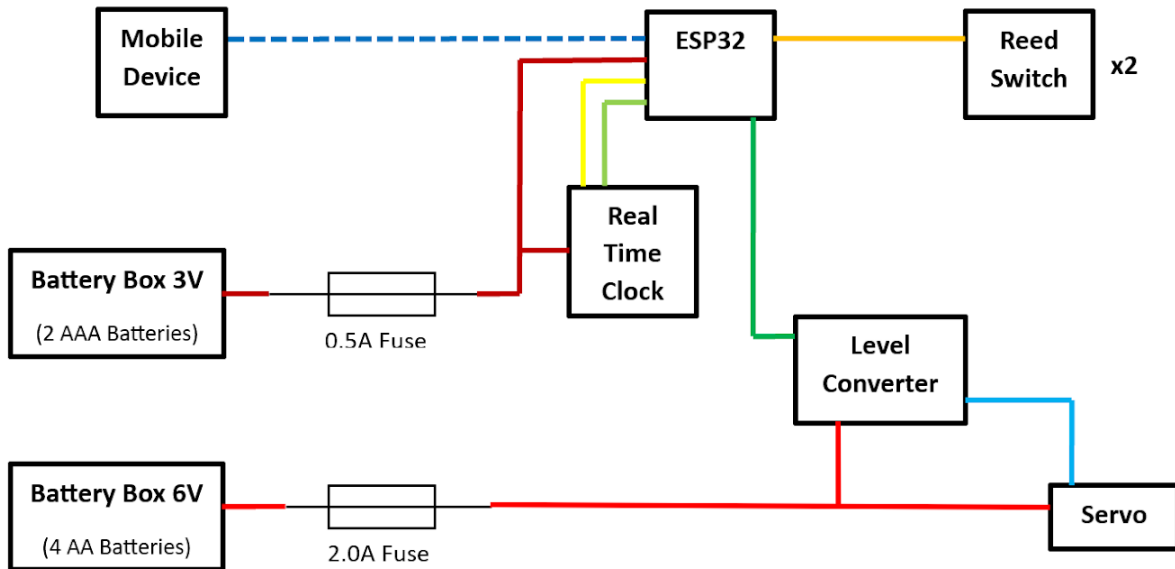 Mobile
Device
ESP32
Reed
Switch
x2
Real
Time
Clock
Battery Box 3V
(2 AAA Batteries)
0.5A Fuse
Level
Converter
Battery Box 6V
(4 AA Batteries)
2.0A Fuse
Servo